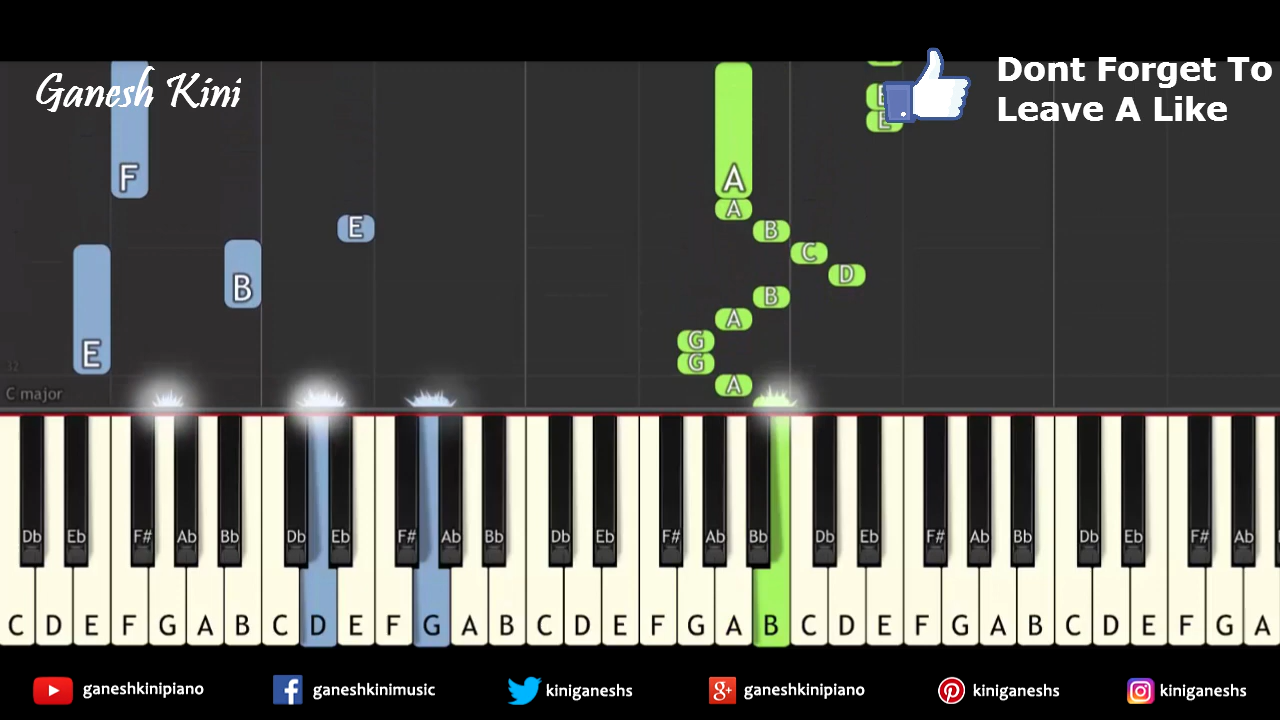 Ganesh Kini
Dont Forget To
Leave A Like
E
E
F
A
A
E
B
C
D
B
B
A
G
E
G
32
A
C major
Db Eb F# Ab Bb Db Eb F# Ab Bb Db Eb F# Ab Bb Db Eb F# Ab Bb Db Eb F# Ab
C D E F G A B C D E F G A B C D E F G A B C D E F G A B C D E F G A
ganeshkinipiano ganeshkinimusic kiniganeshs ganeshkinipiano kiniganeshs kiniganeshs